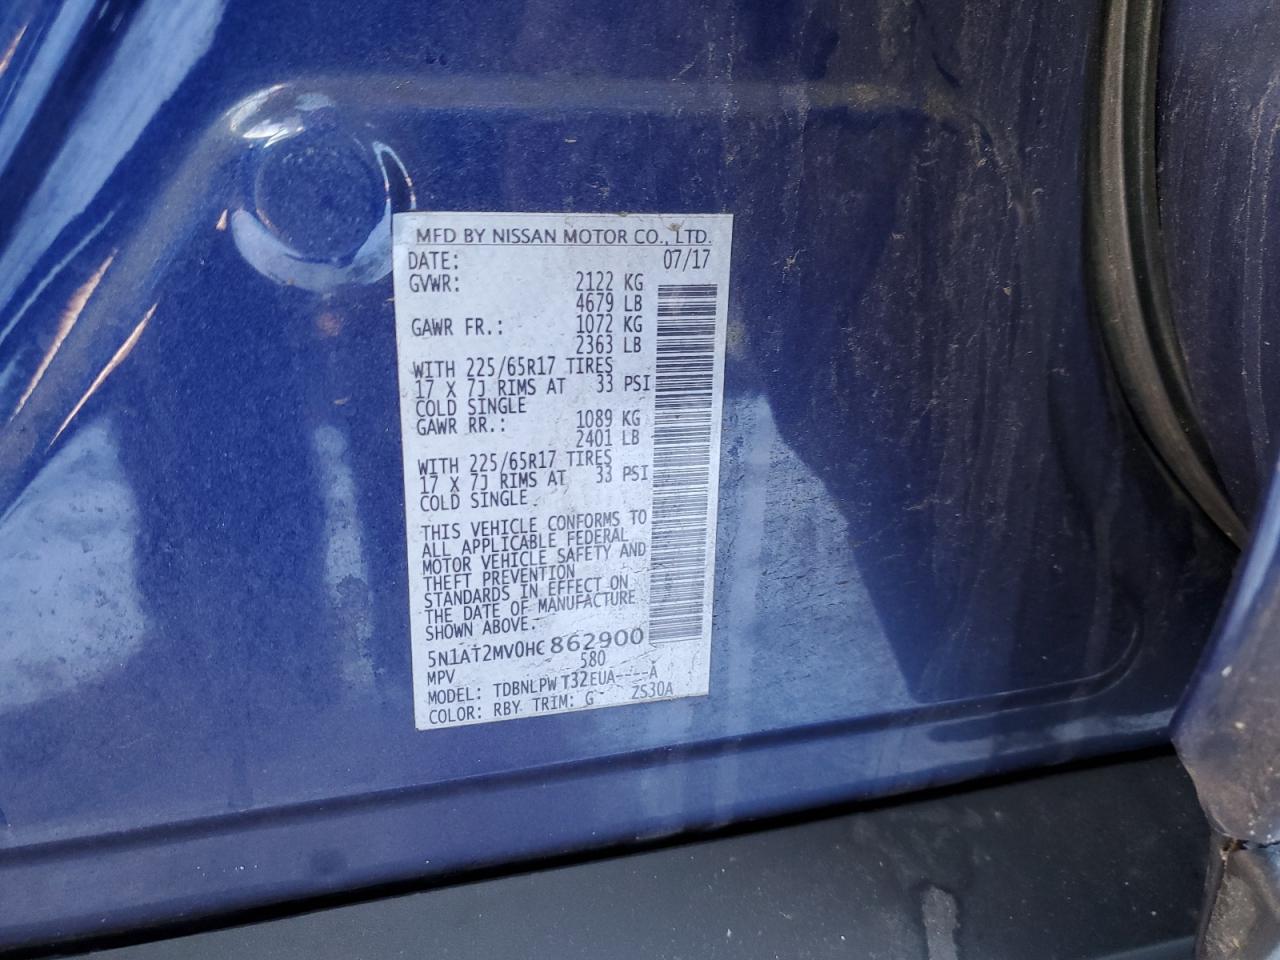 MFD BY NISSAN MOTOR CO., LTD.
DATE: 07/17
GVWR: 2122 KG
4679 LB
GAWR FR.: 1072 KG
2363 LB
WITH 225/65R17 TIRES
17 X 7J RIMS AT 33 PSI
COLD SINGLE
GAWR RR.: 1089 KG
2401 LB
WITH 225/65R17 TIRES
17 X 7J RIMS AT 33 PSI
COLD SINGLE
THIS VEHICLE CONFORMS TO
ALL APPLICABLE FEDERAL
MOTOR VEHICLE SAFETY AND
THEFT PREVENTION
STANDARDS IN EFFECT ON
THE DATE OF MANUFACTURE
SHOWN ABOVE.
5N1AT2MV0HC862900
MPV 580
MODEL: TDBNLPW T32EUA----A
COLOR: RBY TRIM: G ZS30A